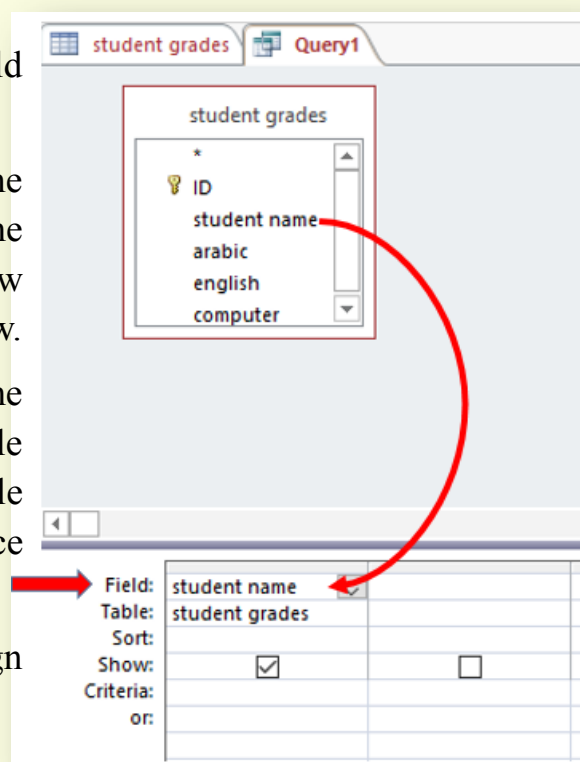 student grades Query1
student grades
*
ID
student name
arabic
english
computer
Field: student name
Table: student grades
Sort:
Show:
Criteria:
or: